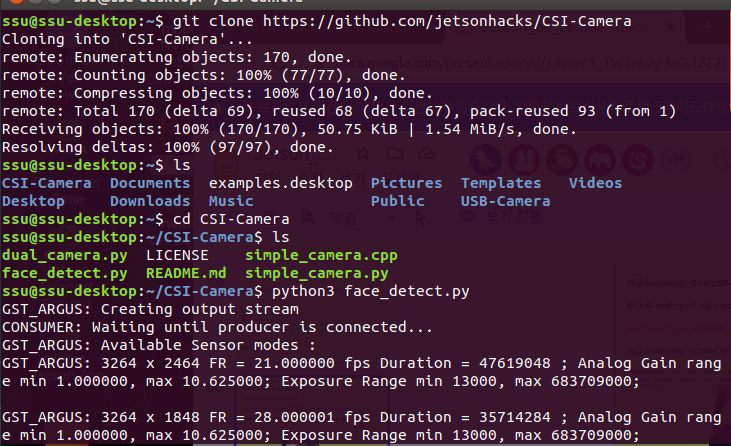 ssu@ssu-desktop:~$ git clone https://github.com/jetsonhacks/CSI-Camera
Cloning into 'CSI-Camera'...
remote: Enumerating objects: 170, done.
remote: Counting objects: 100% (77/77), done.
remote: Compressing objects: 100% (10/10), done.
remote: Total 170 (delta 69), reused 68 (delta 67), pack-reused 93 (from 1)
Receiving objects: 100% (170/170), 50.75 KiB | 1.54 MiB/s, done.
Resolving deltas: 100% (97/97), done.
ssu@ssu-desktop:~$ ls
CSI-Camera Documents examples.desktop Pictures Templates Videos
Desktop Downloads Music Public USB-Camera
ssu@ssu-desktop:~$ cd CSI-Camera
ssu@ssu-desktop:~/CSI-Camera$ ls
dual_camera.py LICENSE simple_camera.cpp
face_detect.py README.md simple_camera.py
ssu@ssu-desktop:~/CSI-Camera$ python3 face_detect.py
GST_ARGUS: Creating output stream
CONSUMER: Waiting until producer is connected...
GST_ARGUS: Available Sensor modes :
GST_ARGUS: 3264 x 2464 FR = 21.000000 fps Duration = 47619048 ; Analog Gain rang
e min 1.000000, max 10.625000; Exposure Range min 13000, max 683709000;
GST_ARGUS: 3264 x 1848 FR = 28.000001 fps Duration = 35714284 ; Analog Gain rang
e min 1.000000, max 10.625000; Exposure Range min 13000, max 683709000;